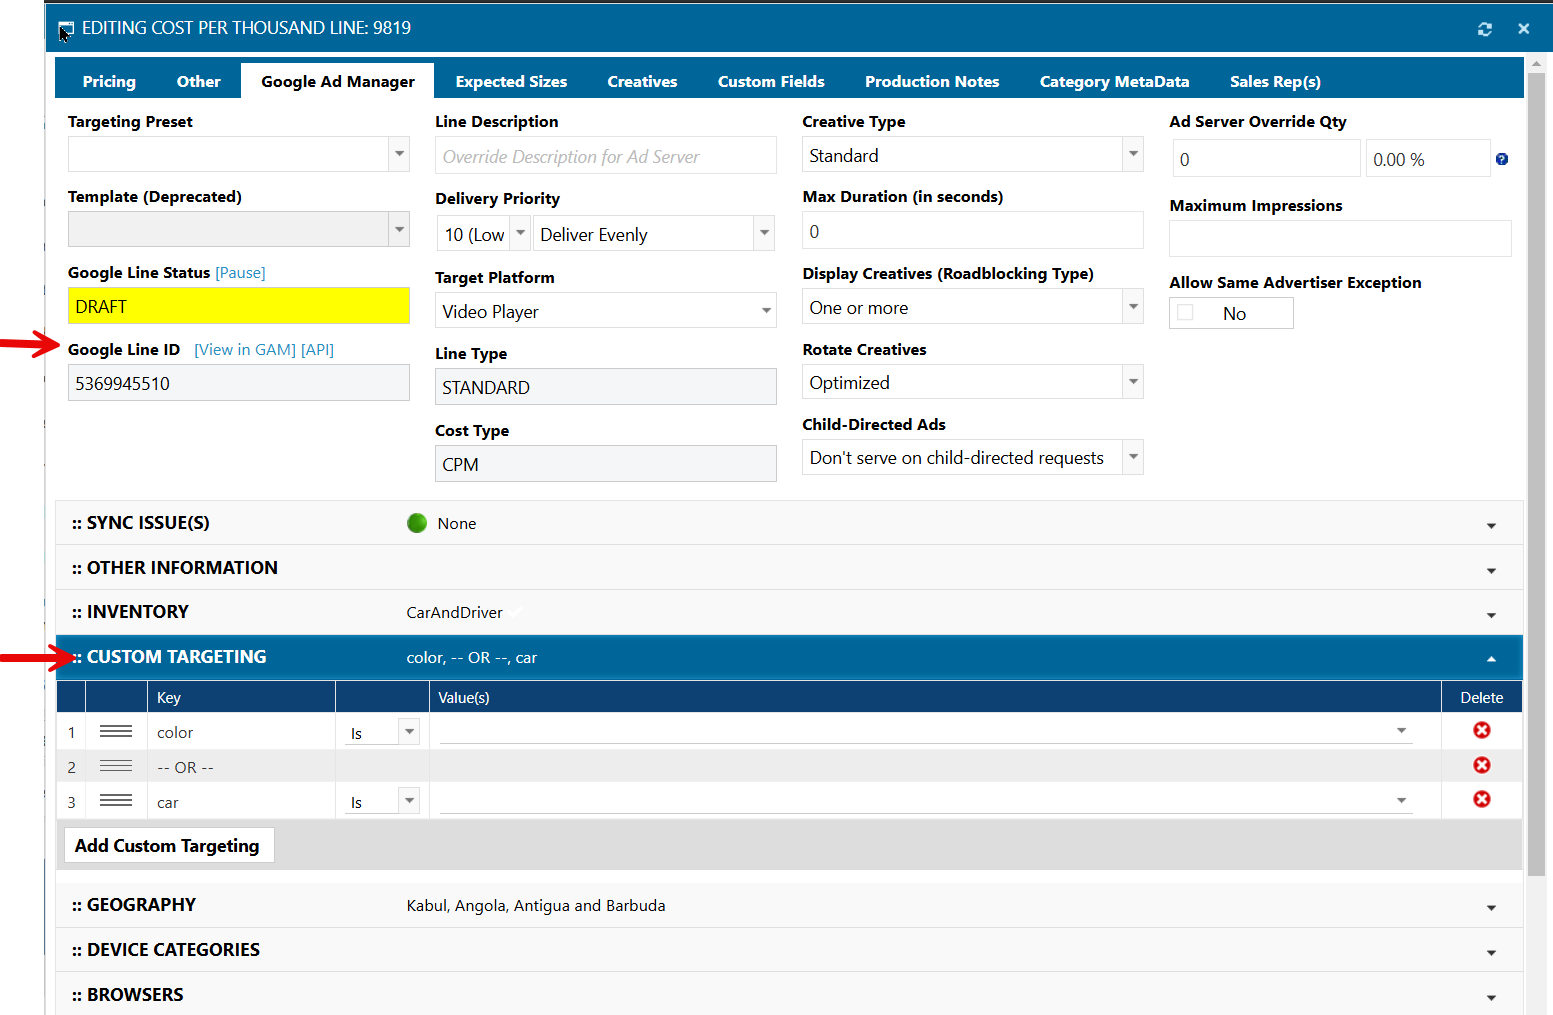 EDITING COST PER THOUSAND LINE: 9819
Pricing Other Google Ad Manager Expected Sizes Creatives Custom Fields Production Notes Category MetaData Sales Rep(s)
Targeting Preset
Template (Deprecated)
Google Line Status [Pause]
DRAFT
Google Line ID [View in GAM] [API]
5369945510
Line Description
Override Description for Ad Server
Delivery Priority
10 (Low Deliver Evenly
Target Platform
Video Player
Line Type
STANDARD
Cost Type
CPM
Creative Type
Standard
Max Duration (in seconds)
0
Display Creatives (Roadblocking Type)
One or more
Rotate Creatives
Optimized
Child-Directed Ads
Don't serve on child-directed requests
Ad Server Override Qty
0 0.00 % ?
Maximum Impressions
Allow Same Advertiser Exception
No
:: SYNC ISSUE(S) None
:: OTHER INFORMATION
:: INVENTORY CarAndDriver
:: CUSTOM TARGETING color, -- OR --, car
Key Value(s) Delete
1 color Is
2 -- OR --
3 car Is
Add Custom Targeting
:: GEOGRAPHY Kabul, Angola, Antigua and Barbuda
:: DEVICE CATEGORIES
:: BROWSERS